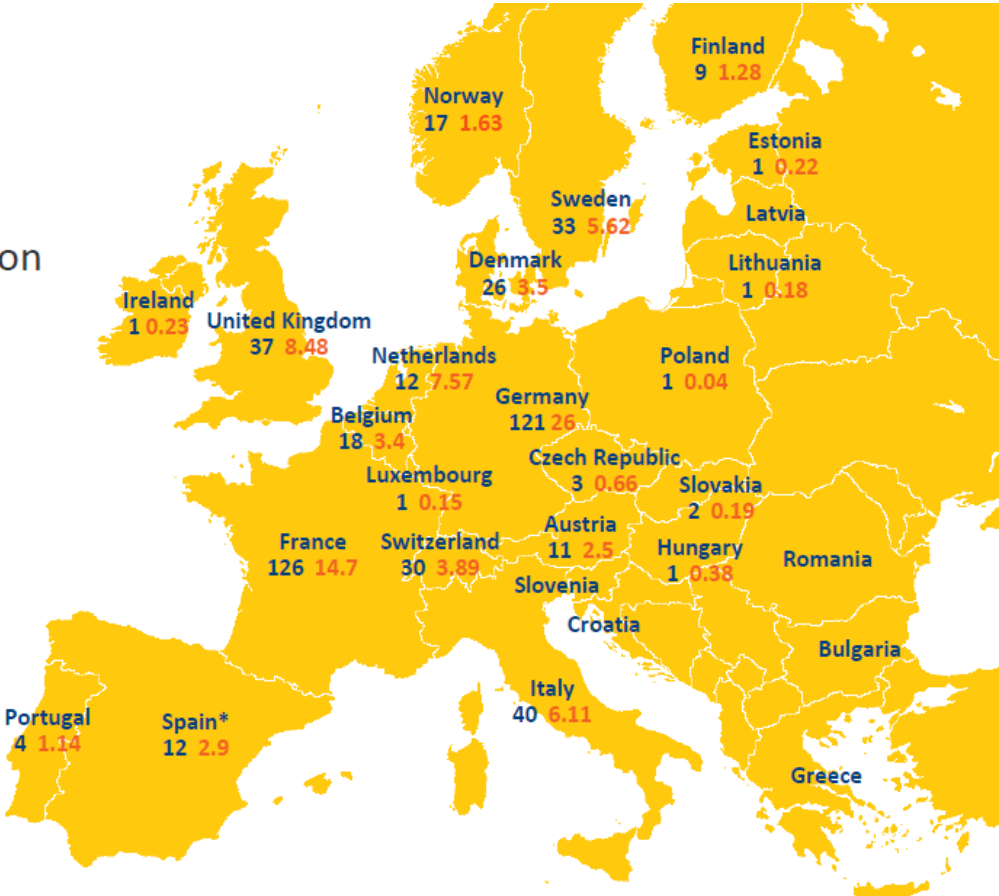 Finland
9 1.28
Norway
17 1.63
Estonia
1 0.22
Sweden
33 5.62
Latvia
on
Denmark
26 3.5
Lithuania
1 0.18
Ireland
1 0.23
United Kingdom
37 8.48
Netherlands
12 7.57
Poland
1 0.04
Germany
121 26
Belgium
18 3.4
Czech Republic
3 0.66
Luxembourg
1 0.15
Slovakia
2 0.19
Austria
11 2.5
France
126 14.7
Switzerland
30 3.89
Hungary
1 0.38
Romania
Slovenia
Croatia
Bulgaria
Italy
40 6.11
Portugal
4 1.14
Spain*
12 2.9
Greece